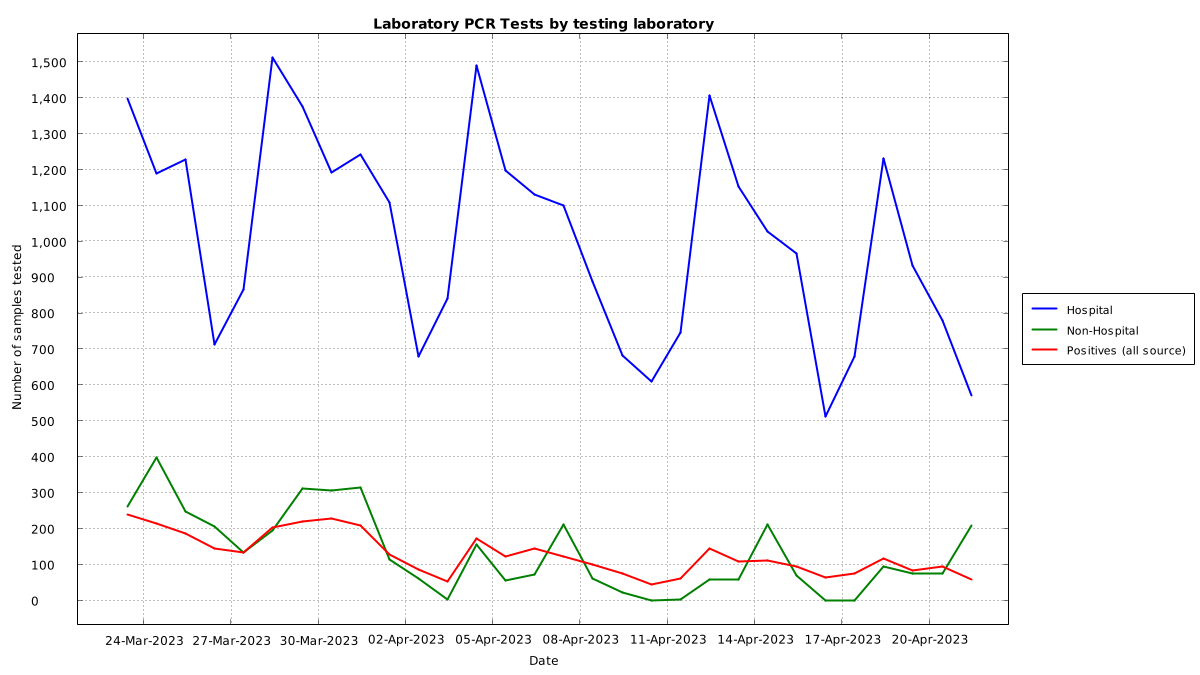 Laboratory PCR Tests by testing laboratory
1,500
1,400
1,300
1,200
1,100
1,000
900
800
700
600
500
400
300
200
100
0
Number of samples tested
24-Mar-2023 27-Mar-2023 30-Mar-2023 02-Apr-2023 05-Apr-2023 08-Apr-2023 11-Apr-2023 14-Apr-2023 17-Apr-2023 20-Apr-2023
Date
Hospital
Non-Hospital
Positives (all source)